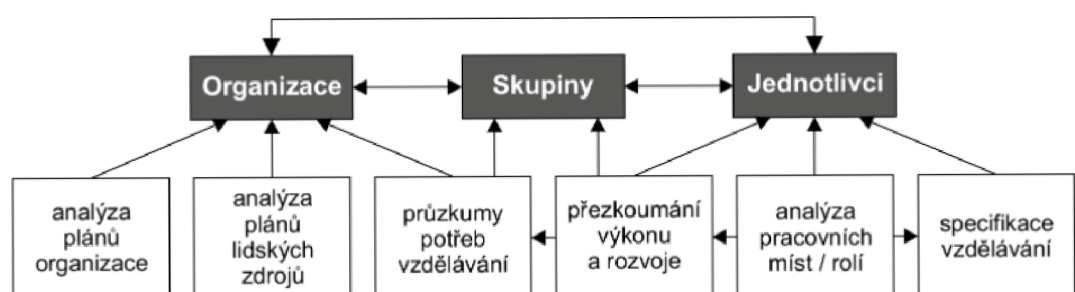 Organizace
Skupiny
Jednotlivci
analýza
plánů
organizace
analýza
plánů
lidských
zdrojů
průzkumy
potřeb
vzdělávání
přezkoumání
výkonu
a rozvoje
analýza
pracovních
míst / rolí
specifikace
vzdělávání